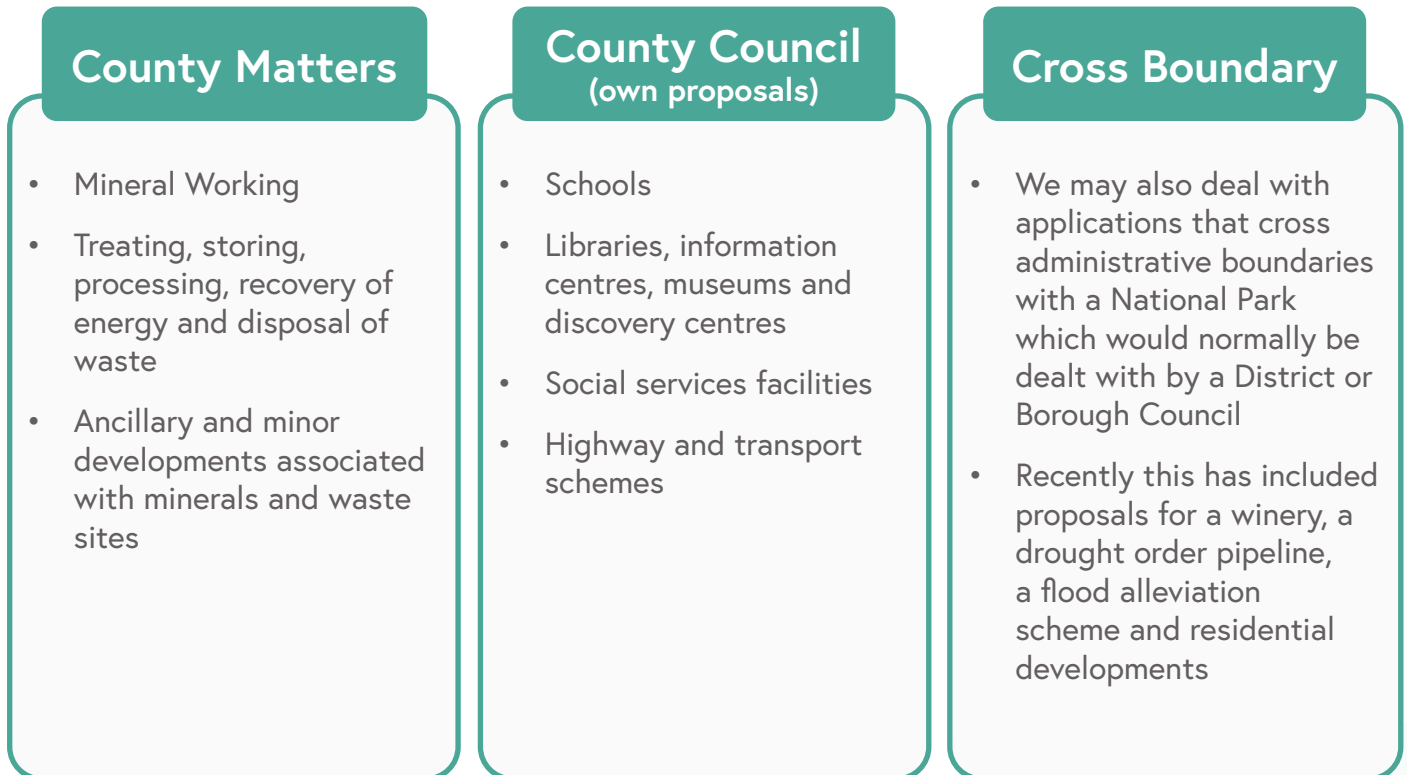 County Matters
• Mineral Working
• Treating, storing,
processing, recovery of
energy and disposal of
waste
• Ancillary and minor
developments associated
with minerals and waste
sites
County Council
(own proposals)
• Schools
• Libraries, information
centres, museums and
discovery centres
• Social services facilities
• Highway and transport
schemes
Cross Boundary
• We may also deal with
applications that cross
administrative boundaries
with a National Park
which would normally be
dealt with by a District or
Borough Council
• Recently this has included
proposals for a winery, a
drought order pipeline,
a flood alleviation
scheme and residential
developments